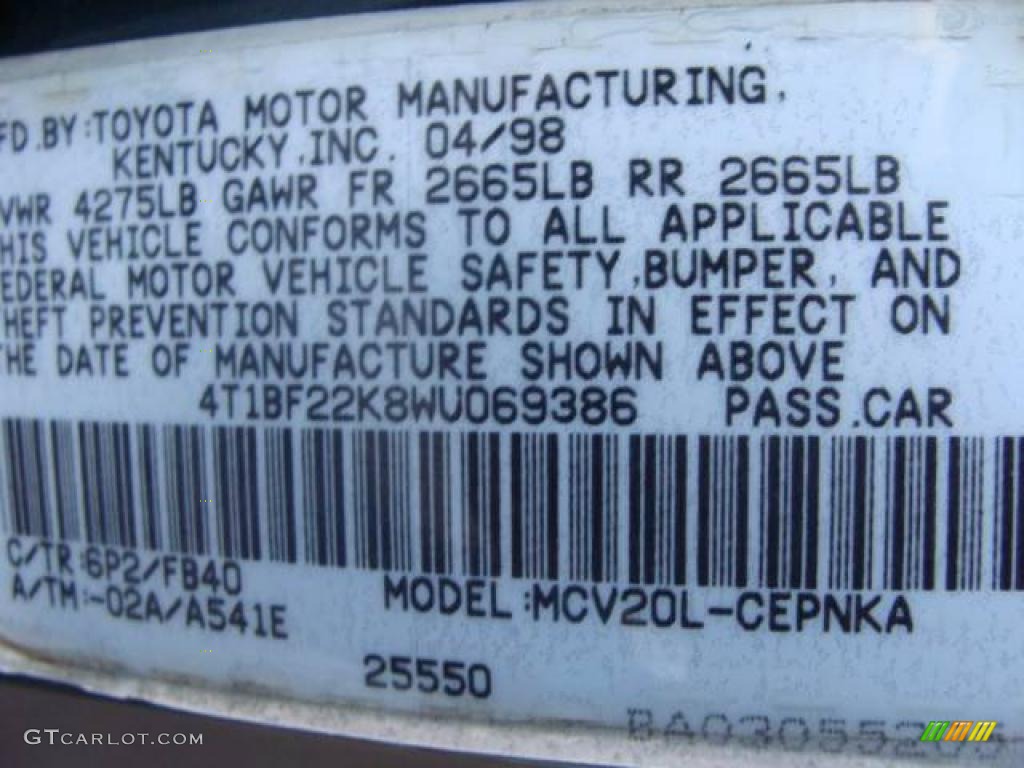 FD.BY:TOYOTA MOTOR MANUFACTURING,
KENTUCKY,INC. 04/98
VWR 4275LB GAWR FR 2665LB RR 2665LB
HIS VEHICLE CONFORMS TO ALL APPLICABLE
EDERAL MOTOR VEHICLE SAFETY,BUMPER, AND
HEFT PREVENTION STANDARDS IN EFFECT ON
THE DATE OF MANUFACTURE SHOWN ABOVE
4T1BF22K8WU069386 PASS.CAR
C/TR:6P2/FB40
A/TM:-02A/A541E
MODEL:MCV20L-CEPNKA
25550
BA03055203
GTCARLOT.COM